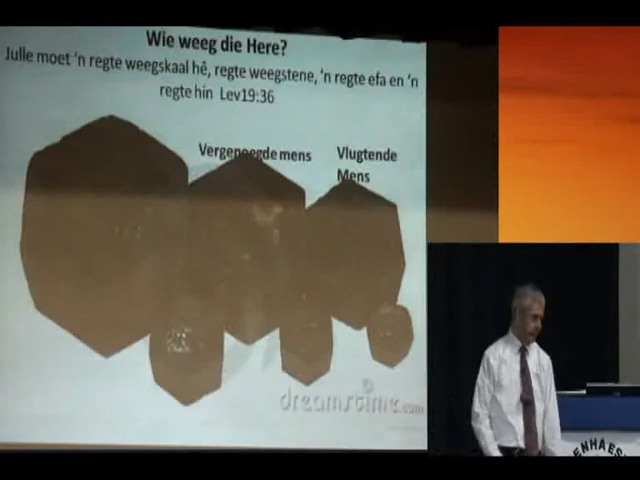 Wie weeg die Here?
Julle moet 'n regte weegskaal hê, regte weegstene, 'n regte efa en 'n
regte hin Lev19:36
Vergenoegde mens
Vlugtende
Mens
dreamstime.com
ENHAES